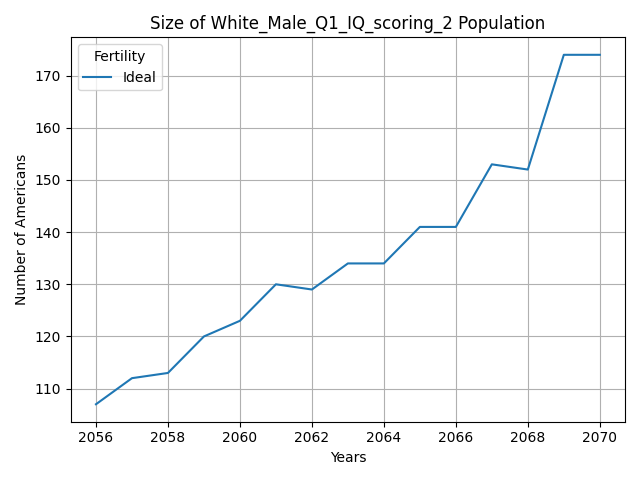 Size of White_Male_Q1_IQ_scoring_2 Population
Fertility
Ideal
Number of Americans
170
160
150
140
130
120
110
2056 2058 2060 2062 2064 2066 2068 2070
Years